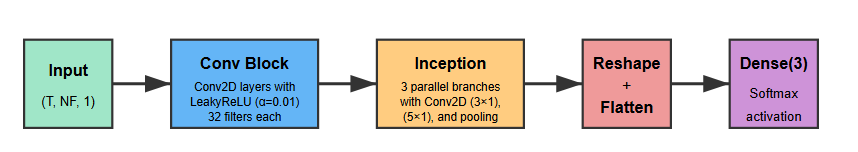 Input
(T, NF, 1)
Conv Block
Conv2D layers with
LeakyReLU (α=0.01)
32 filters each
Inception
3 parallel branches
with Conv2D (3×1),
(5×1), and pooling
Reshape
+
Flatten
Dense(3)
Softmax
activation